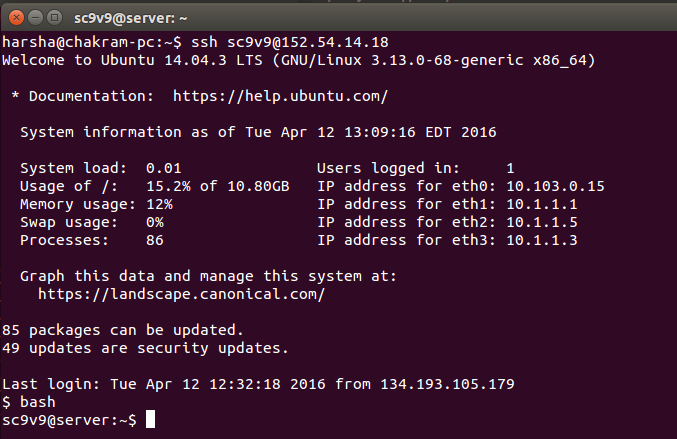 sc9v9@server: ~
harsha@chakram-pc:~$ ssh sc9v9@152.54.14.18
Welcome to Ubuntu 14.04.3 LTS (GNU/Linux 3.13.0-68-generic x86_64)
* Documentation:  https://help.ubuntu.com/
System information as of Tue Apr 12 13:09:16 EDT 2016
System load:  0.01              Users logged in:     1
Usage of /:   15.2% of 10.80GB   IP address for eth0: 10.103.0.15
Memory usage: 12%               IP address for eth1: 10.1.1.1
Swap usage:   0%                IP address for eth2: 10.1.1.5
Processes:    86                IP address for eth3: 10.1.1.3
Graph this data and manage this system at:
https://landscape.canonical.com/
85 packages can be updated.
49 updates are security updates.
Last login: Tue Apr 12 12:32:18 2016 from 134.193.105.179
$ bash
sc9v9@server:~$